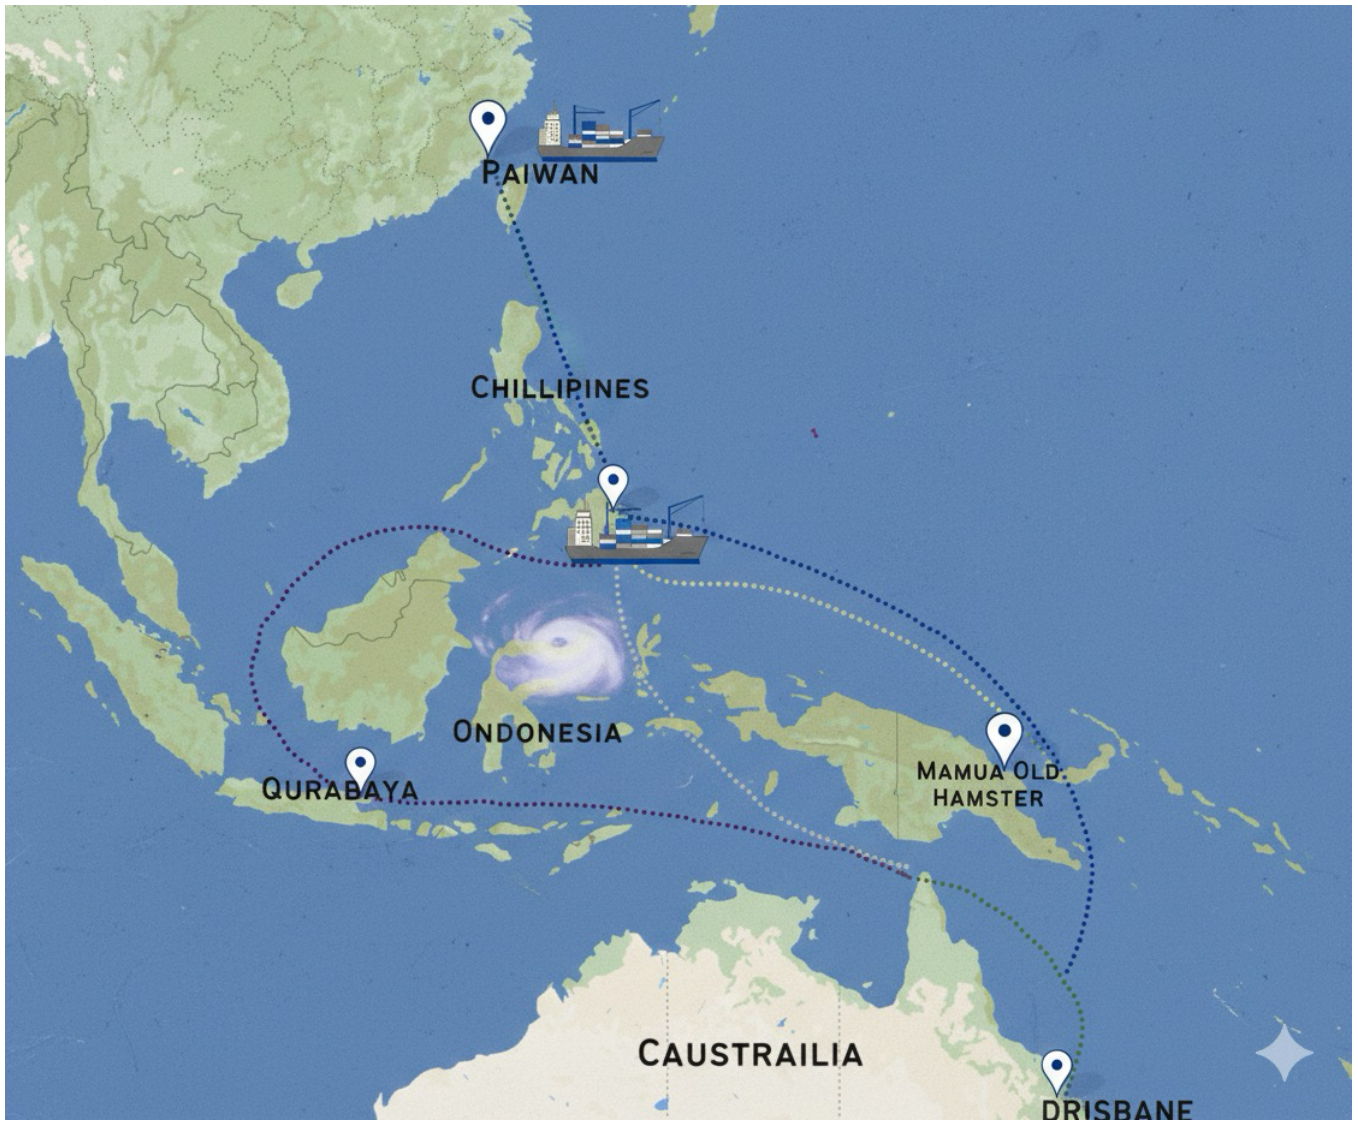 PAIWAN
CHILLIPINES
ONDONESIA
QURABAYA
MAMUA OLD
HAMSTER
CAUSTRAILIA
DRISBANE